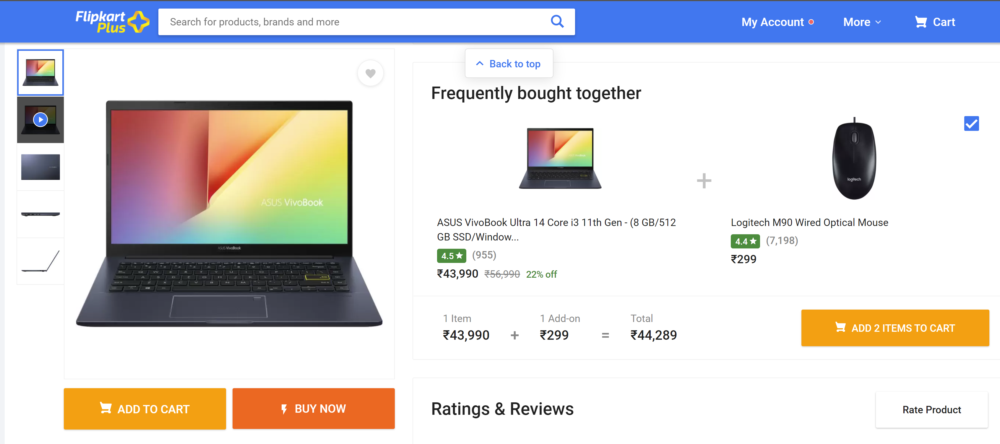 Flipkart
Plus
Search for products, brands and more
My Account
More
Cart
Back to top
Frequently bought together
ASUS VivoBook
ASUS VivoBook
logitech
ASUS VivoBook Ultra 14 Core i3 11th Gen - (8 GB/512
GB SSD/Window...
4.5★ (955)
₹43,990 ₹56,990 22% off
Logitech M90 Wired Optical Mouse
4.4★ (7,198)
₹299
1 Item
₹43,990
+
1 Add-on
₹299
=
Total
₹44,289
ADD 2 ITEMS TO CART
ADD TO CART
BUY NOW
Ratings & Reviews
Rate Product